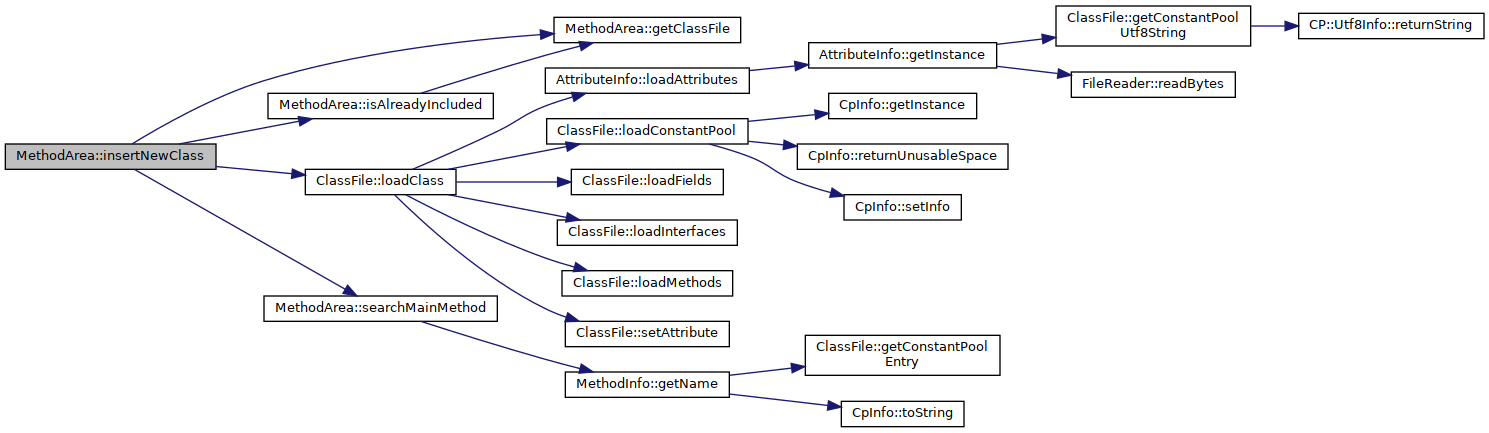 MethodArea::insertNewClass
MethodArea::getClassFile
MethodArea::isAlreadyIncluded
ClassFile::loadClass
MethodArea::searchMainMethod
AttributeInfo::loadAttributes
ClassFile::loadConstantPool
ClassFile::loadFields
ClassFile::loadInterfaces
ClassFile::loadMethods
ClassFile::setAttribute
MethodInfo::getName
AttributeInfo::getInstance
CpInfo::getInstance
CpInfo::returnUnusableSpace
CpInfo::setInfo
ClassFile::getConstantPool
Entry
CpInfo::toString
ClassFile::getConstantPool
Utf8String
FileReader::readBytes
CP::Utf8Info::returnString